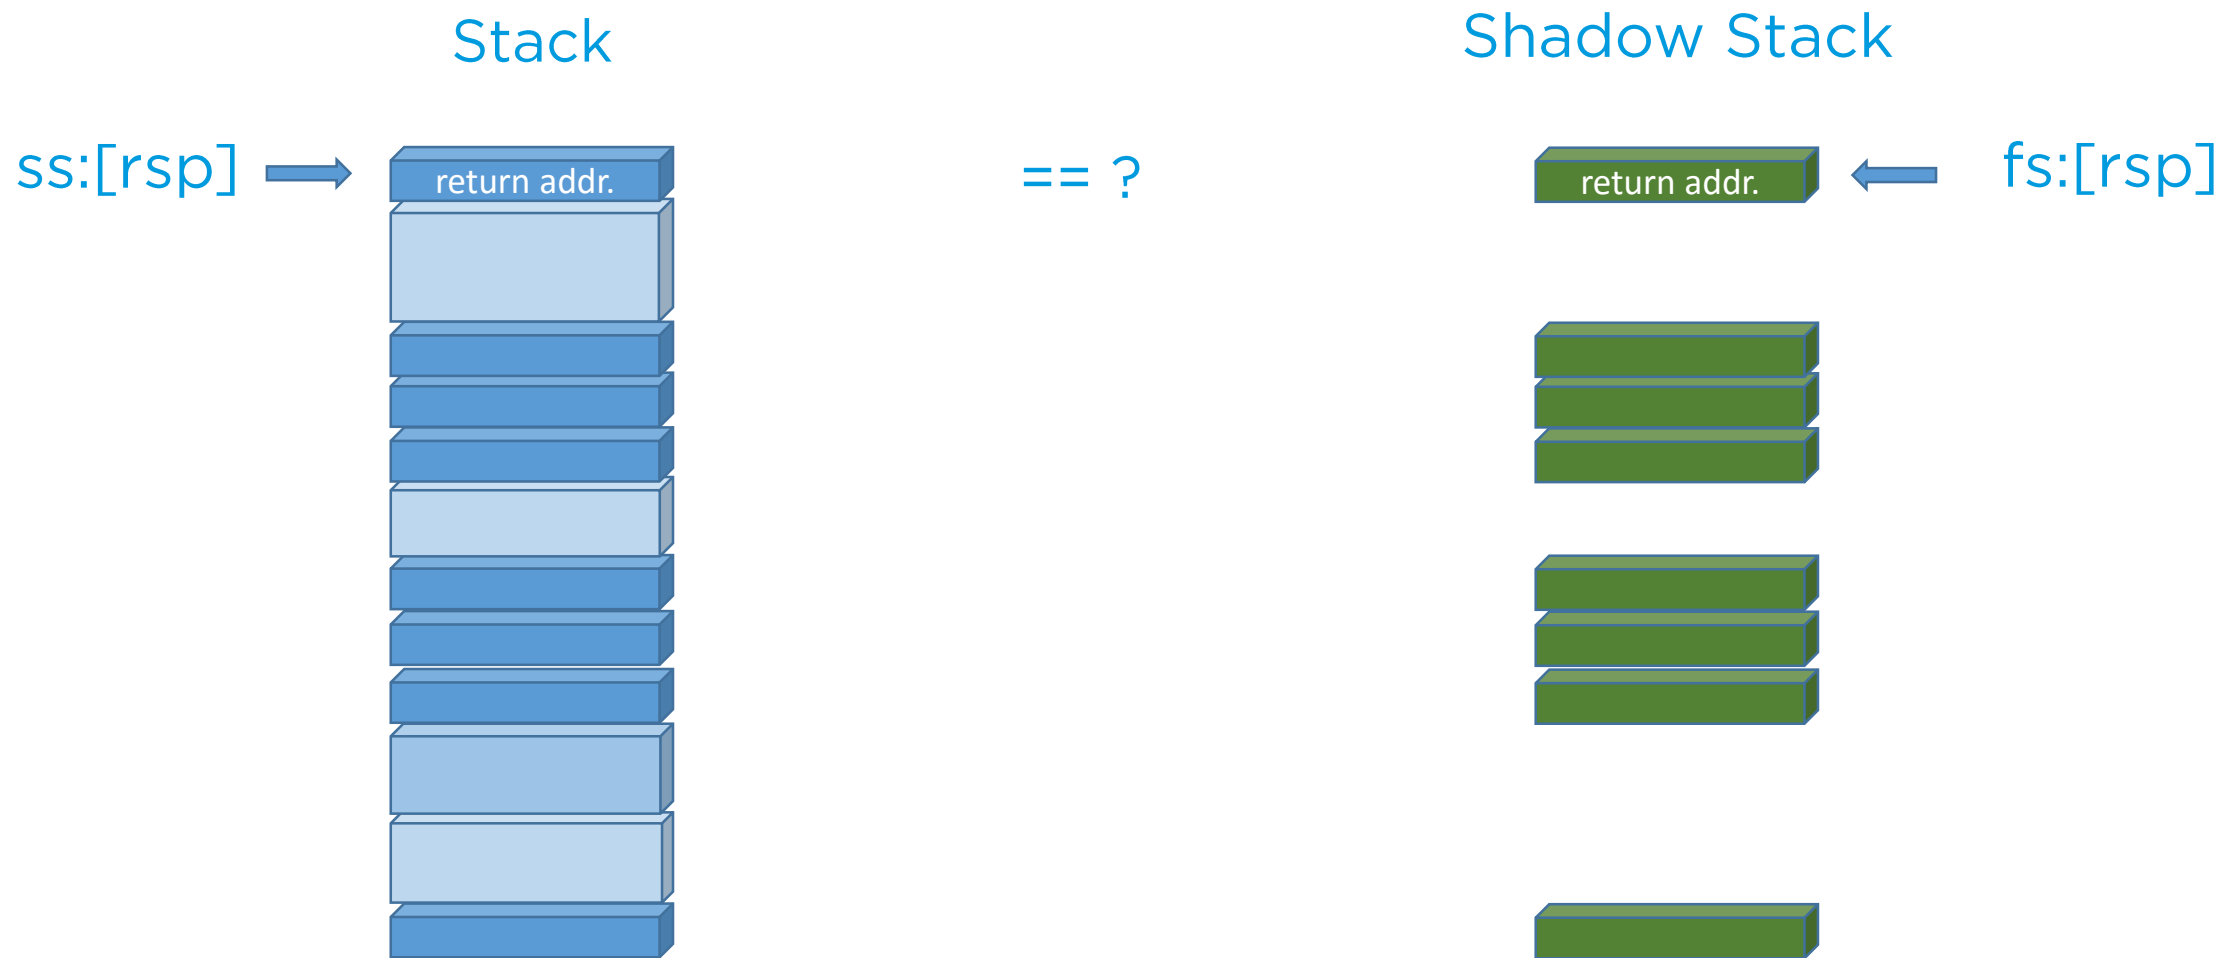 Stack
Shadow Stack
ss:[rsp]
return addr.
== ?
return addr.
fs:[rsp]